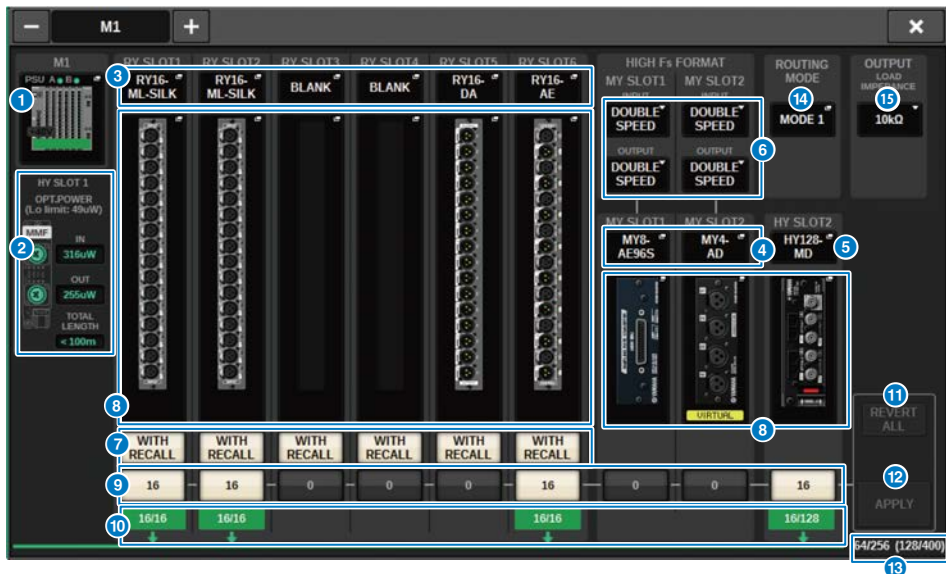 M1
M1
RY SLOT1 RY SLOT2 RY SLOT3 RY SLOT4 RY SLOT5 RY SLOT6
HIGH Fs FORMAT
MY SLOT1 MY SLOT2
ROUTING MODE
OUTPUT
LOAD IMPEDANCE
PSU A B
1
3
RY16-ML-SILK
RY16-ML-SILK
BLANK
BLANK
RY16-DA
RY16-AE
INPUT INPUT
DOUBLE SPEED
DOUBLE SPEED
6
OUTPUT OUTPUT
DOUBLE SPEED
DOUBLE SPEED
14
MODE 1
15
10kΩ
HY SLOT 1
OPT.POWER
(Lo limit: 49uW)
MMF
2
IN
316uW
OUT
255uW
TOTAL LENGTH
< 100m
MY SLOT1 MY SLOT2 HY SLOT2
MY8-AE96S
MY4-AD
4
HY128-MD
5
VIRTUAL
8
8
11
REVERT ALL
7
WITH RECALL
WITH RECALL
WITH RECALL
WITH RECALL
WITH RECALL
WITH RECALL
9
16 16 0 0 0 16 0 0 16
12
APPLY
10
16/16 16/16 16/16 16/128
64/256 (128/400)
13